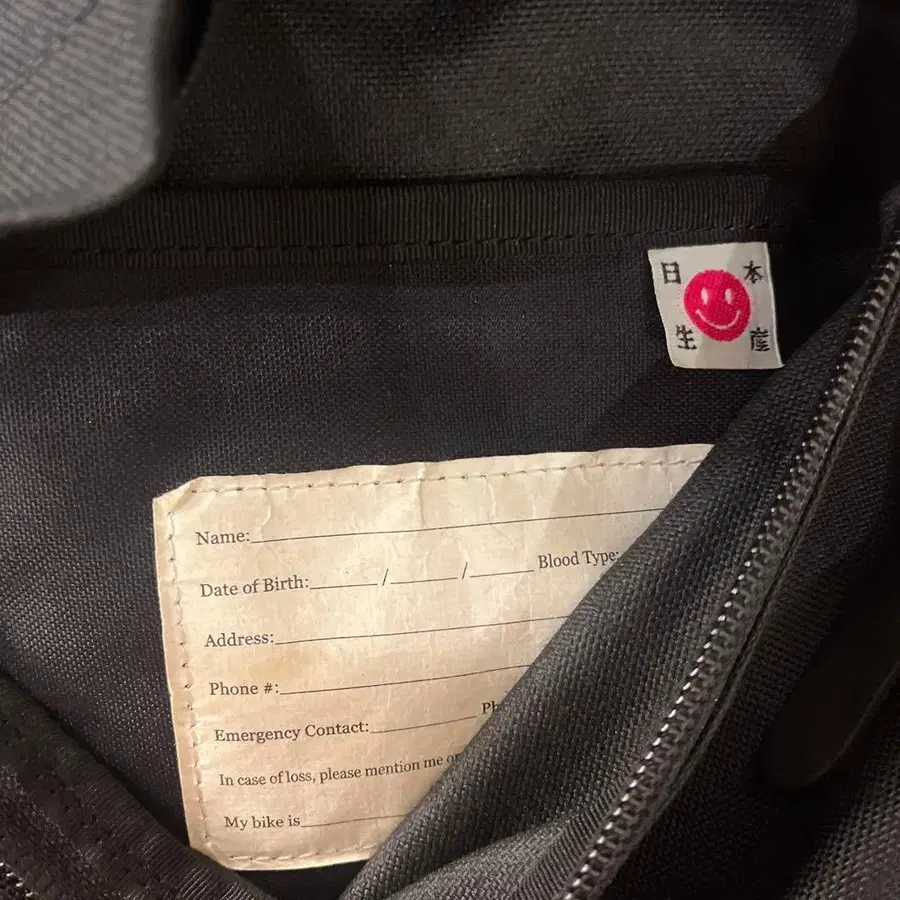 日 本
生 産
Name:
Date of Birth: / / Blood Type:
Address:
Phone #:
Emergency Contact:
In case of loss, please mention me
My bike is